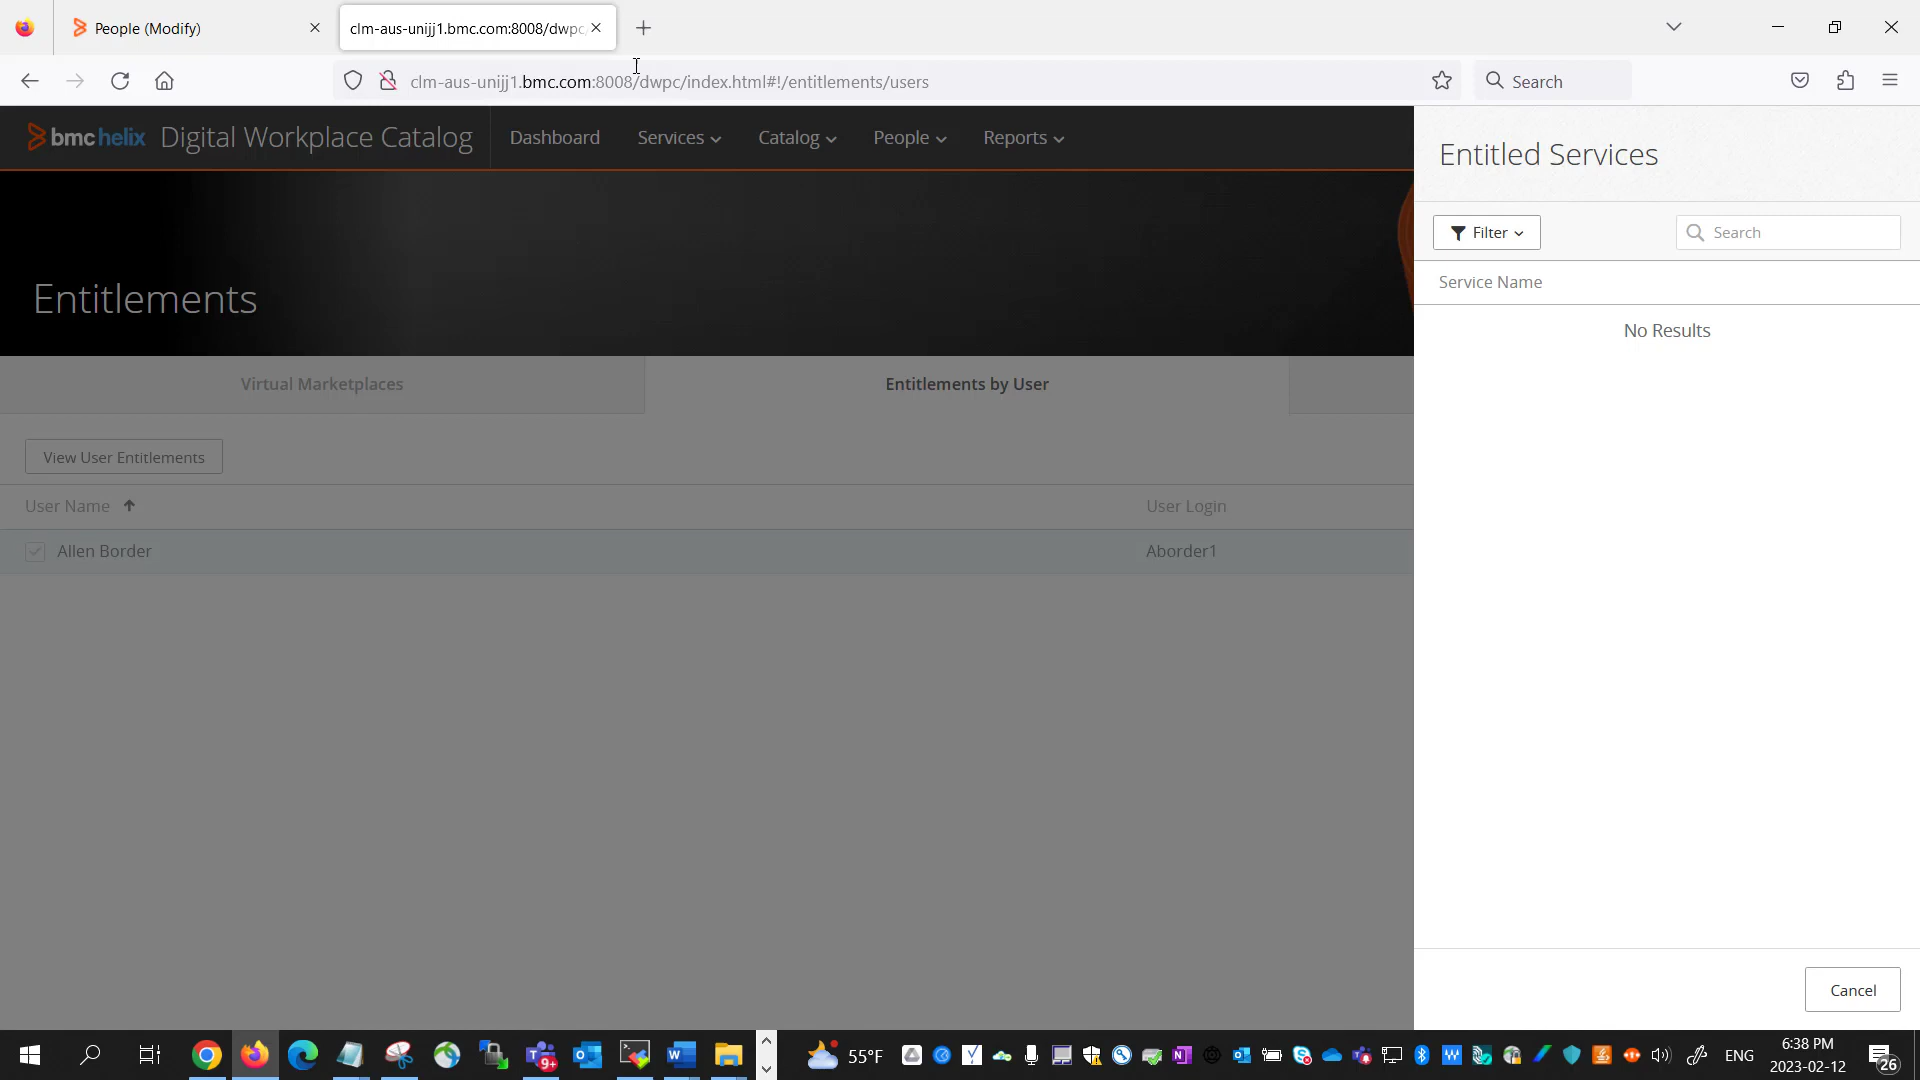 People (Modify)
clm-aus-unijj1.bmc.com:8008/dwpc/
clm-aus-unijj1.bmc.com:8008/dwpc/index.html#!/entitlements/users
Search
bmc helix Digital Workplace Catalog
Dashboard
Services
Catalog
People
Reports
Entitled Services
Filter
Search
Service Name
No Results
Entitlements
Virtual Marketplaces
Entitlements by User
View User Entitlements
User Name
User Login
Allen Border
Aborder1
Cancel
9+
55°F
ENG
6:38 PM
2023-02-12
26